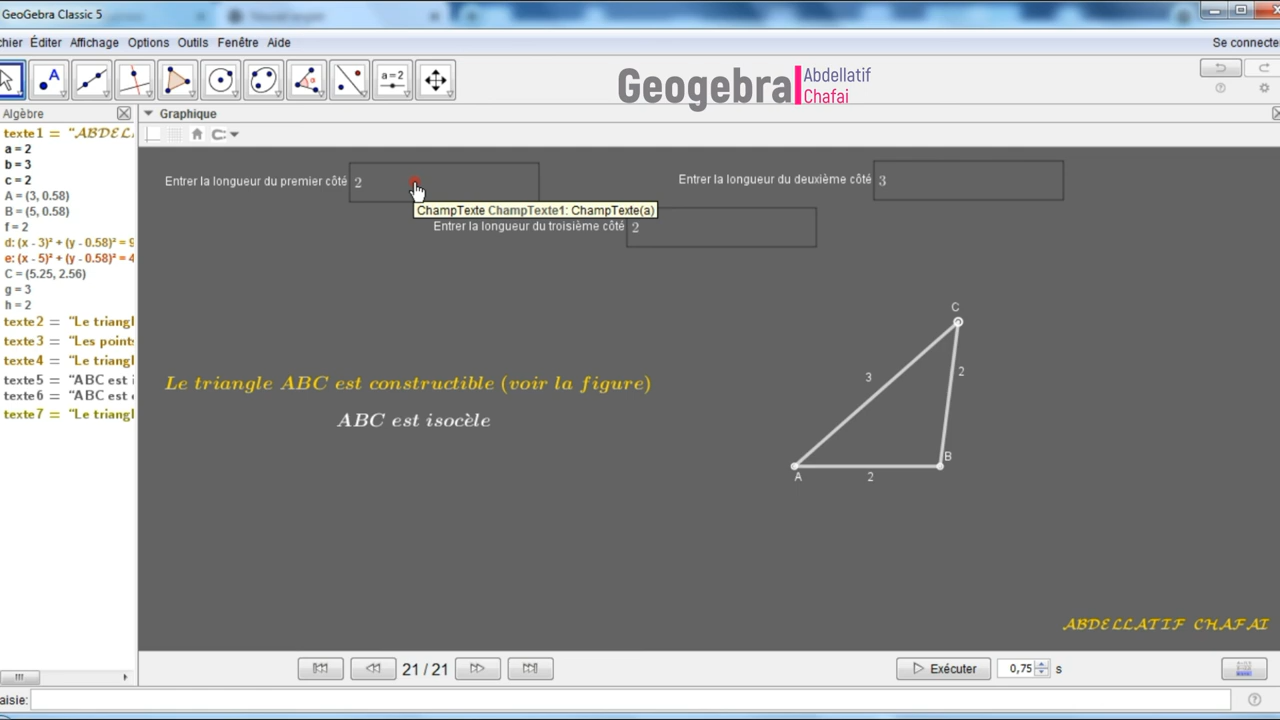 GeoGebra Classic 5
chier Éditer Affichage Options Outils Fenêtre Aide
Se connecte
A
a = 2
Geogebra Abdellatif
Chafai
Algèbre
Graphique
texte1 = "ABDEL
a = 2
b = 3
c = 2
A = (3, 0.58)
B = (5, 0.58)
f = 2
d: (x - 3)² + (y - 0.58)² = 9
e: (x - 5)² + (y - 0.58)² = 4
C = (5.25, 2.56)
g = 3
h = 2
texte2 = "Le triangl
texte3 = "Les points
texte4 = "Le triangl
texte5 = "ABC est i
texte6 = "ABC est
texte7 = "Le triangl
Entrer la longueur du premier côté 2
Entrer la longueur du deuxième côté 3
ChampTexte ChampTexte1: ChampTexte(a)
Entrer la longueur du troisième côté 2
C
3
2
Le triangle ABC est constructible (voir la figure)
ABC est isocèle
B
A
2
ABDELLATIF CHAFAI
21 / 21
Exécuter
0,75 s
aisie: